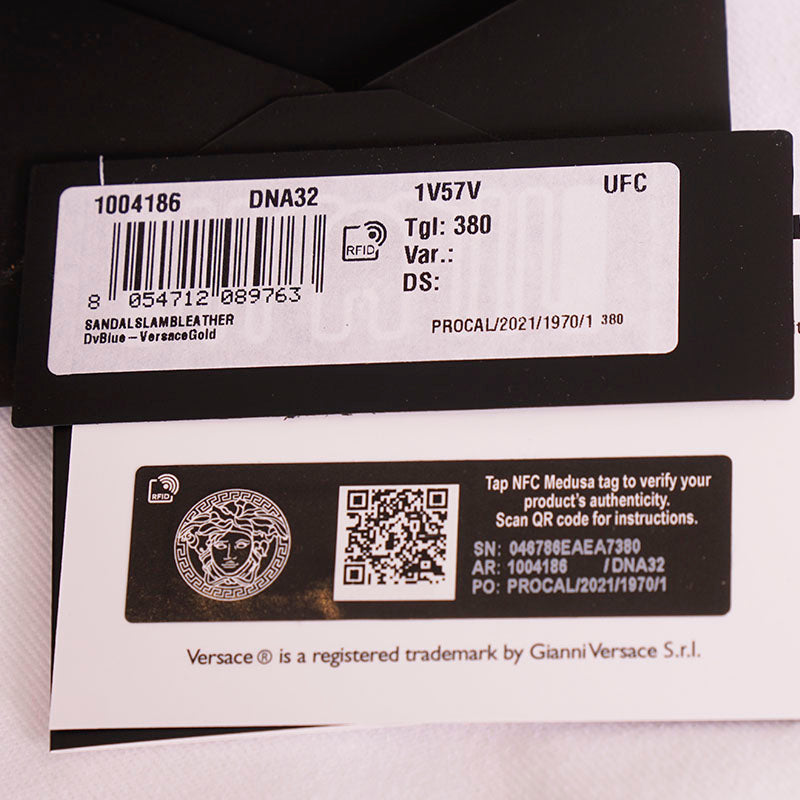 1004186 DNA32 1V57V UFC
RFID
Tgl: 380
Var.:
DS:
8 054712 089763
SANDALSLAMBLEATHER
DvBlue-VersaceGold
PROCAL/2021/1970/1 380
RFID
Tap NFC Medusa tag to verify your
product's authenticity.
Scan QR code for instructions.
SN: 046786EAEA7380
AR: 1004186 /DNA32
PO: PROCAL/2021/1970/1
Versace® is a registered trademark by Gianni Versace S.r.l.